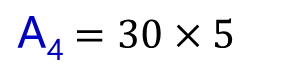 A₄ = 30 × 5